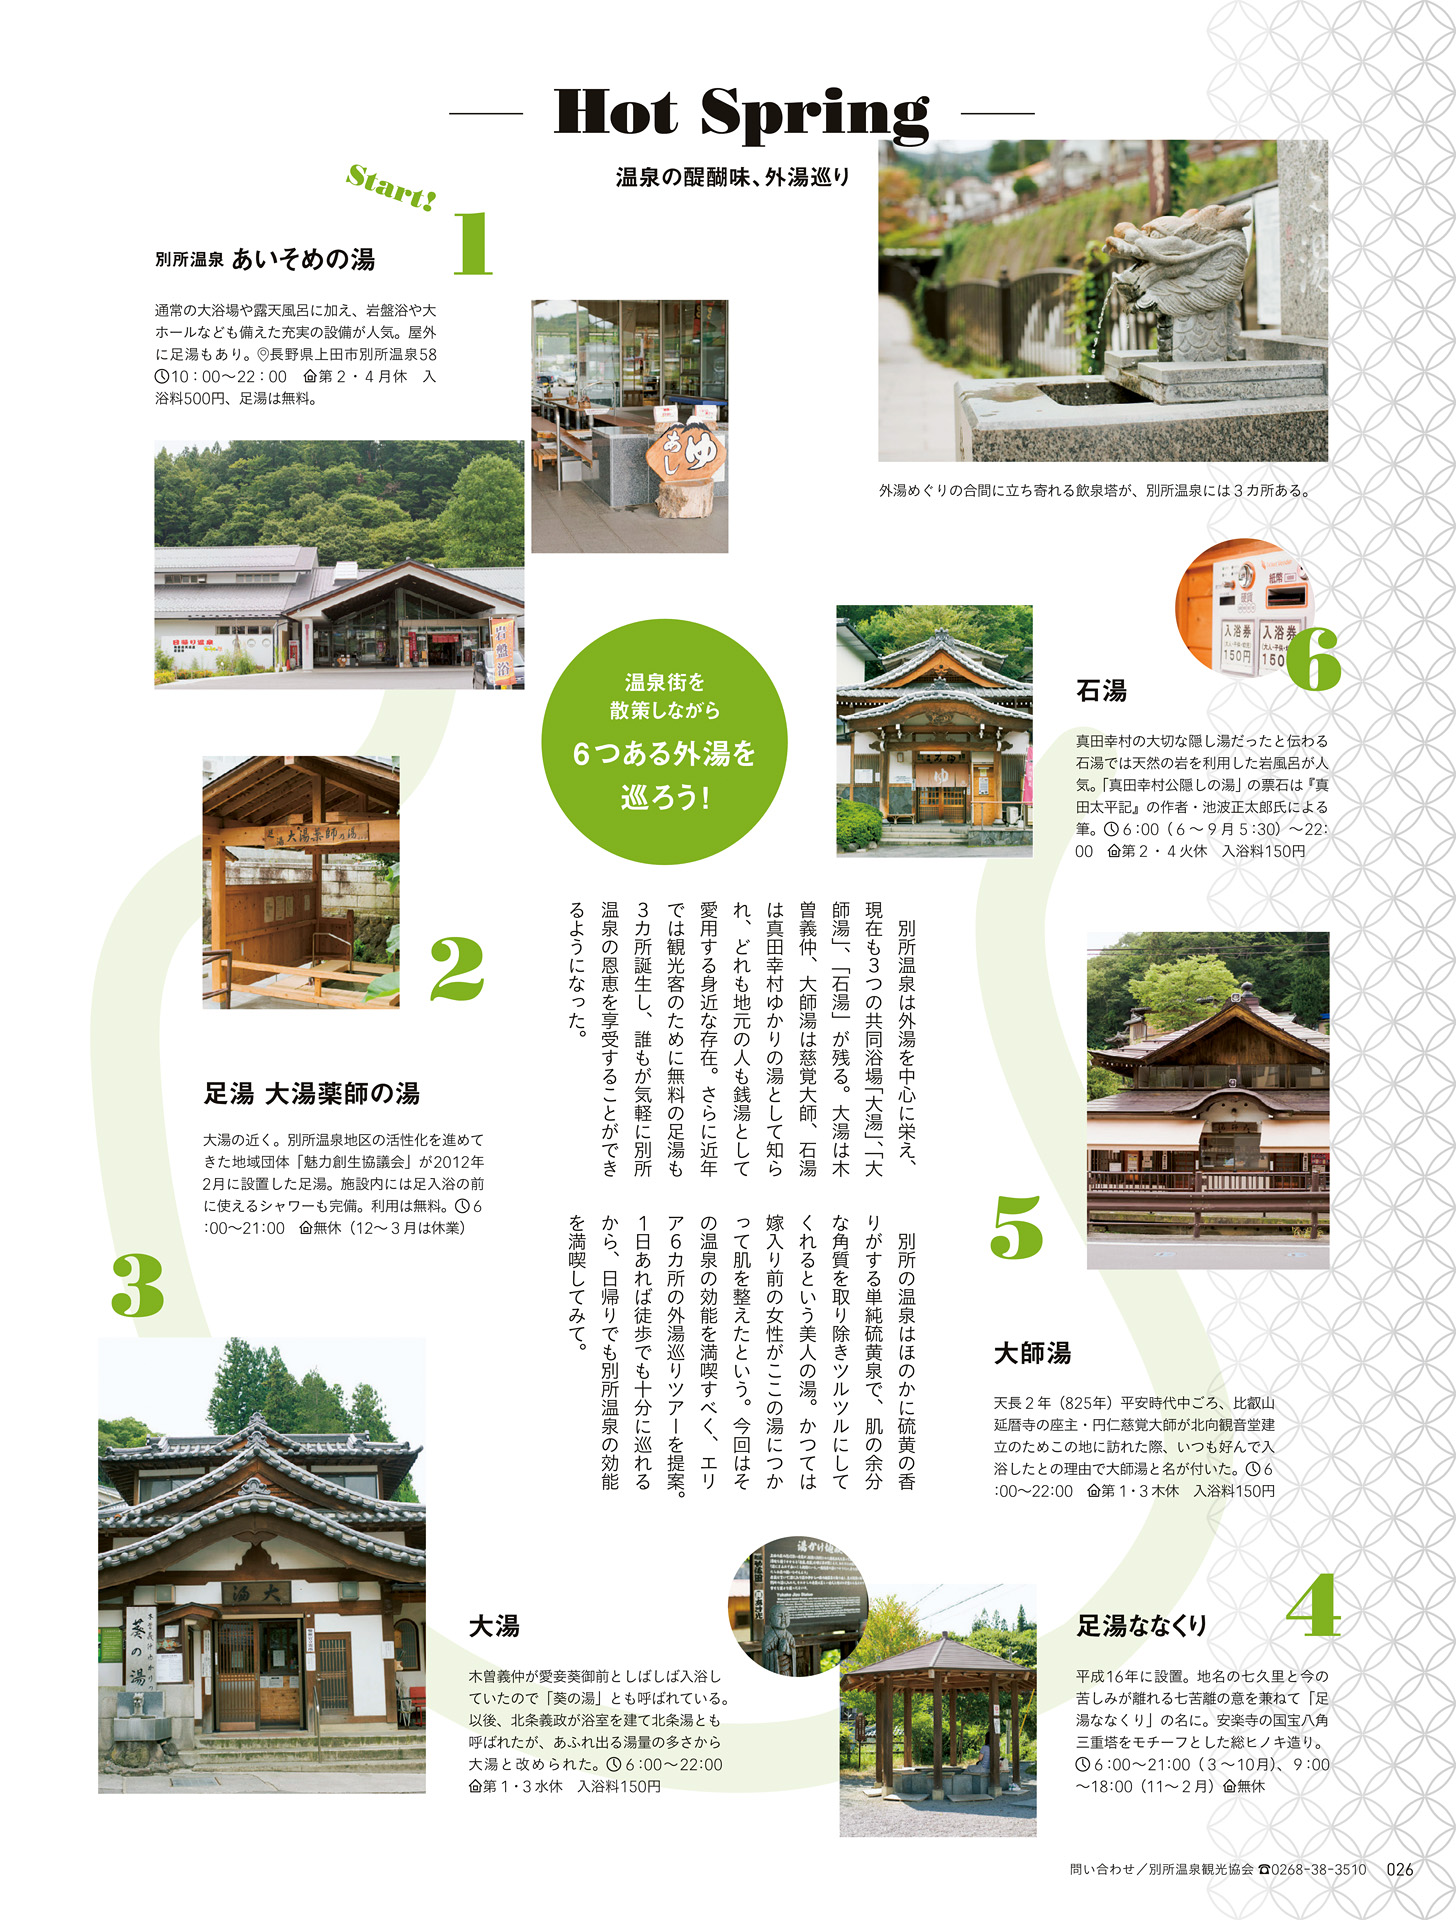 Hot Spring
温泉の醍醐味、外湯巡り
Start!
1
別所温泉 あいそめの湯
通常の大浴場や露天風呂に加え、岩盤浴や大
ホールなども備えた充実の設備が人気。屋外
に足湯もあり。長野県上田市別所温泉58
10：00〜22：00　第２・４月休　入
浴料500円、足湯は無料。
あし
ゆ
岩盤浴
外湯めぐりの合間に立ち寄れる飲泉塔が、別所温泉には３カ所ある。
温泉街を
散策しながら
６つある外湯を
巡ろう！
紙幣
硬貨
入浴券
150円
入浴券
150
6
石湯
真田幸村の大切な隠し湯だったと伝わる
石湯では天然の岩を利用した岩風呂が人
気。「真田幸村公隠しの湯」の票石は『真
田太平記』の作者・池波正太郎氏による
筆。６:00（６〜９月５:30）〜22:
00　第２・４火休　入浴料150円
ゆ
大湯薬師の湯
2
足湯 大湯薬師の湯
大湯の近く。別所温泉地区の活性化を進めて
きた地域団体「魅力創生協議会」が2012年
2月に設置した足湯。施設内には足入浴の前
に使えるシャワーも完備。利用は無料。６
:00〜21:00　無休（12〜３月は休業）
別所温泉は外湯を中心に栄え、
現在も３つの共同浴場「大湯」、「大
師湯」、「石湯」が残る。大湯は木
曽義仲、大師湯は慈覚大師、石湯
は真田幸村ゆかりの湯として知ら
れ、どれも地元の人も銭湯として
愛用する身近な存在。さらに近年
では観光客のために無料の足湯も
３カ所誕生し、誰もが気軽に別所
温泉の恩恵を享受することができ
るようになった。
別所の温泉はほのかに硫黄の香
りがする単純硫黄泉で、肌の余分
な角質を取り除きツルツルにして
くれるという美人の湯。かつては
嫁入り前の女性がここの湯につか
って肌を整えたという。今回はそ
の温泉の効能を満喫すべく、エリ
ア６カ所の外湯巡りツアーを提案。
１日あれば徒歩でも十分に巡れる
から、日帰りでも別所温泉の効能
を満喫してみて。
3
大湯
葵の湯
大湯
木曽義仲が愛妾葵御前としばしば入浴し
ていたので「葵の湯」とも呼ばれている。
以後、北条義政が浴室を建て北条湯とも
呼ばれたが、あふれ出る湯量の多さから
大湯と改められた。６:00〜22:00
第１・３水休　入浴料150円
5
大師湯
天長２年（825年）平安時代中ごろ、比叡山
延暦寺の座主・円仁慈覚大師が北向観音堂建
立のためこの地に訪れた際、いつも好んで入
浴したとの理由で大師湯と名が付いた。６
:00〜22:00　第１・３木休　入浴料150円
4
足湯ななくり
平成16年に設置。地名の七久里と今の
苦しみが離れる七苦離の意を兼ねて「足
湯ななくり」の名に。安楽寺の国宝八角
三重塔をモチーフとした総ヒノキ造り。
６:00〜21:00（３〜10月）、９:00
〜18:00（11〜２月）無休
問い合わせ／別所温泉観光協会 ☎0268-38-3510
026